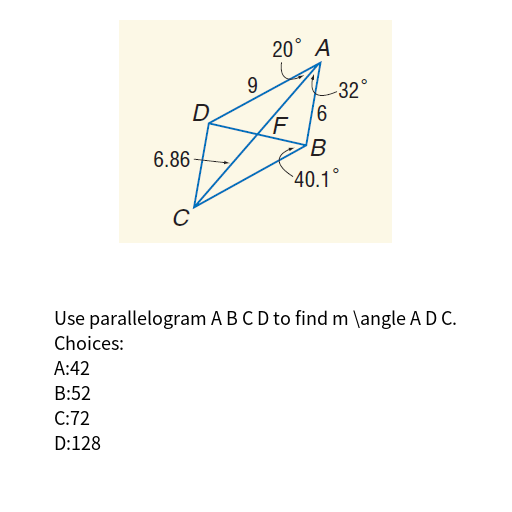 20° A
9
32°
D
6
F
6.86
B
40.1°
C
Use parallelogram A B C D to find m \angle A D C.
Choices:
A:42
B:52
C:72
D:128